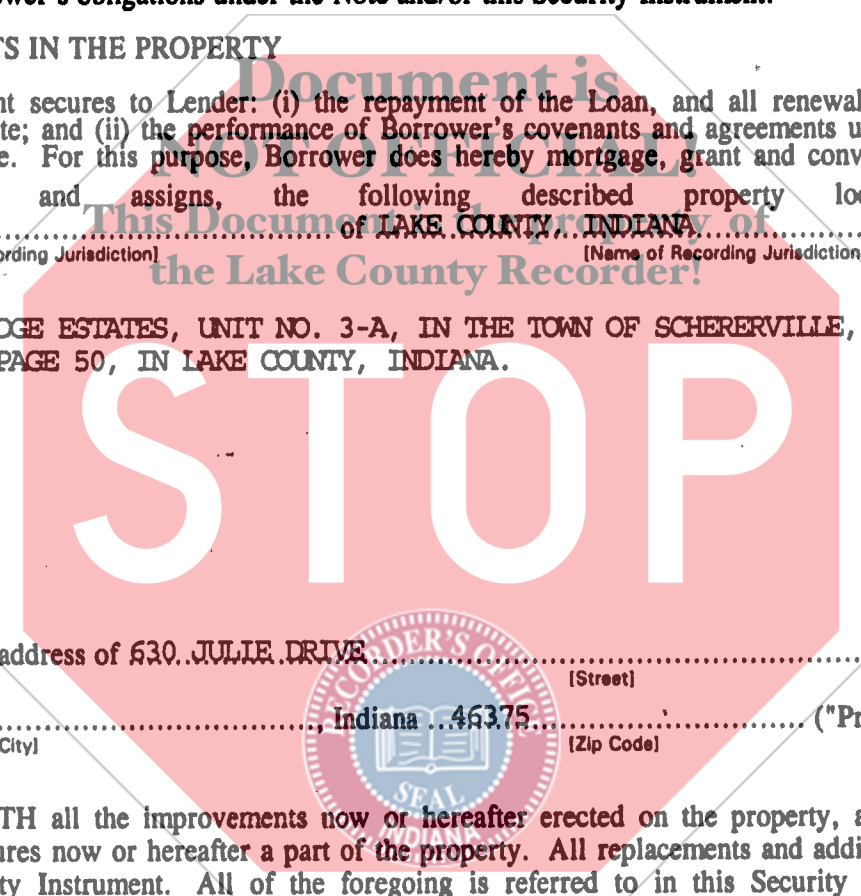 ower's obligations under the Note and/or this Security Instrument.
TS IN THE PROPERTY
Document is
nt secures to Lender: (i) the repayment of the Loan, and all renewal
te; and (ii) the performance of Borrower's covenants and agreements u
NOT OFFICIAL
e. For this purpose, Borrower does hereby mortgage, grant and conv
and assigns, the following described property loc
This Document is the property of
of LAKE COUNTY, INDIANA
ording Jurisdiction] [Name of Recording Jurisdiction
the Lake County Recorder!
DGE ESTATES, UNIT NO. 3-A, IN THE TOWN OF SCHERERVILLE,
PAGE 50, IN LAKE COUNTY, INDIANA.
STOP
address of 630 JULIE DRIVE
[Street]
, Indiana 46375 ("Pr
City] [Zip Code]
RECORDER'S OFFICE
SEAL
INDIANA
TH all the improvements now or hereafter erected on the property, a
ures now or hereafter a part of the property. All replacements and addi
ty Instrument. All of the foregoing is referred to in this Security